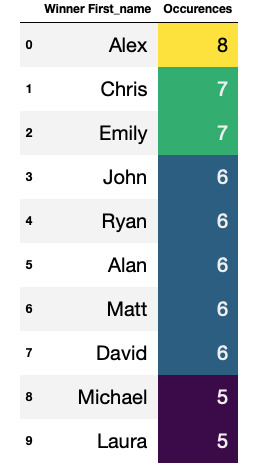 Winner First_name Occurences
0 Alex 8
1 Chris 7
2 Emily 7
3 John 6
4 Ryan 6
5 Alan 6
6 Matt 6
7 David 6
8 Michael 5
9 Laura 5